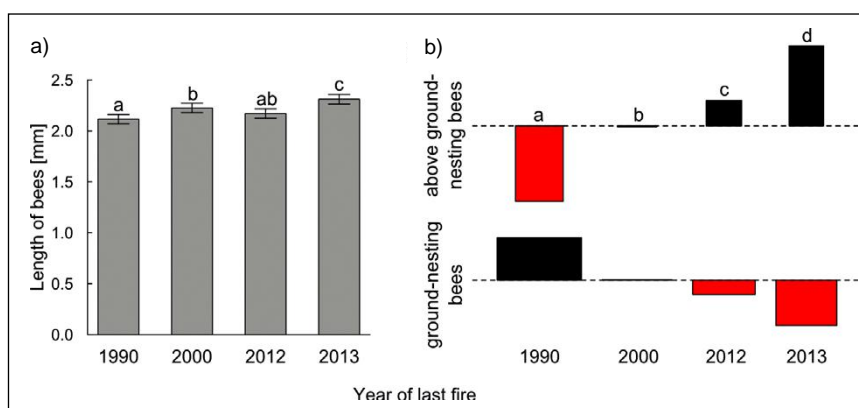 a)
Length of bees [mm]
2.5
2.0
1.5
1.0
0.5
0.0
a
b
ab
c
1990
2000
2012
2013
b)
above ground-
nesting bees
ground-nesting
bees
a
b
c
d
1990
2000
2012
2013
Year of last fire